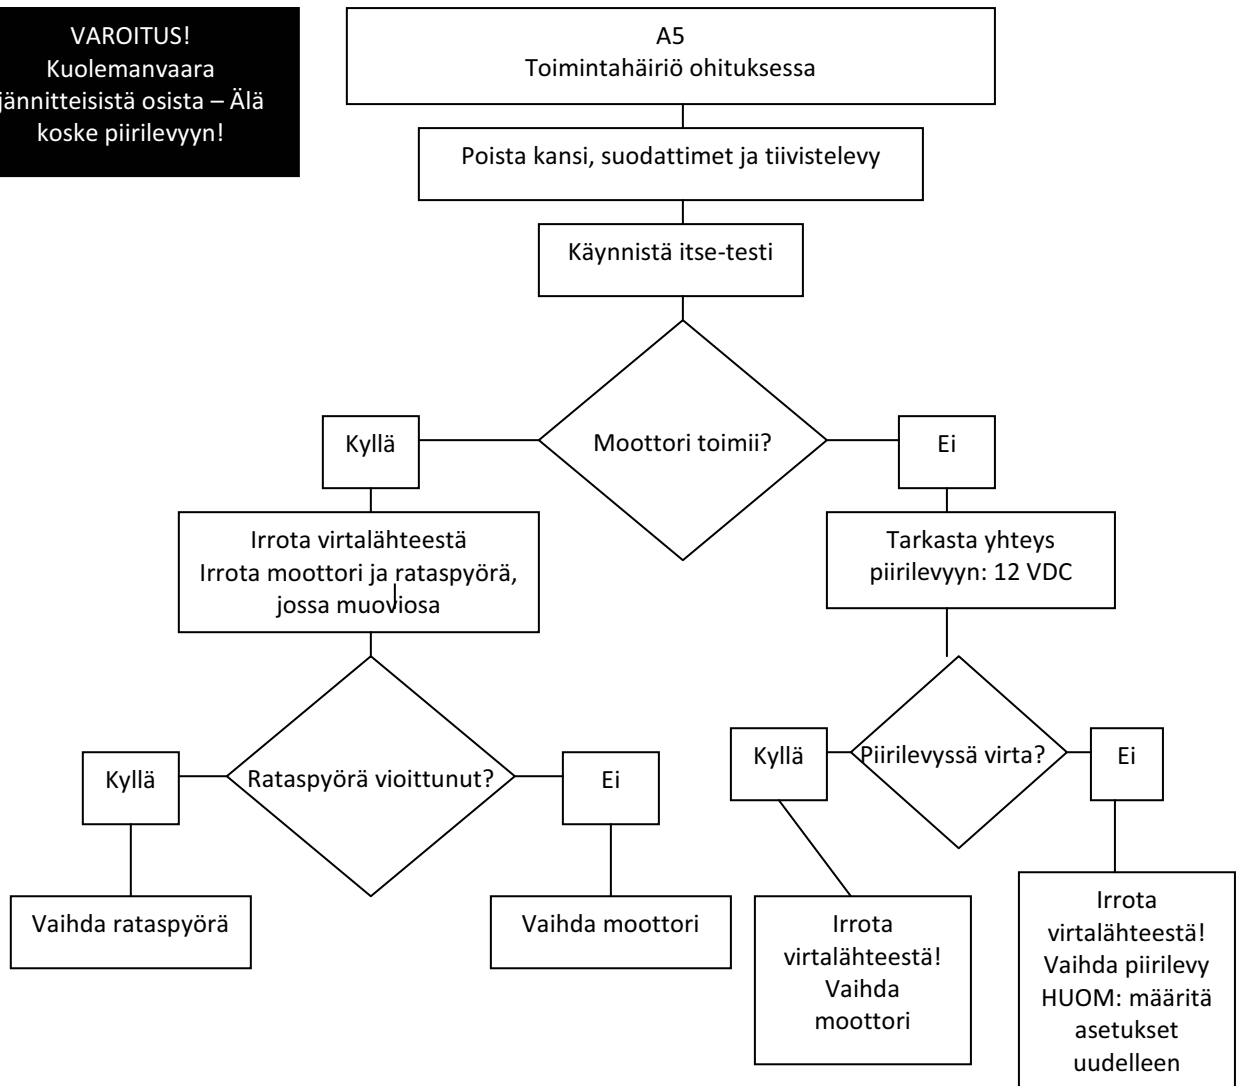 VAROITUS!
Kuolemanvaara
jännitteisistä osista – Älä
koske piirilevyyn!
A5
Toimintahäiriö ohituksessa
Poista kansi, suodattimet ja tiivistelevy
Käynnistä itse-testi
Kyllä
Moottori toimii?
Ei
Irrota virtalähteestä
Irrota moottori ja rataspyörä,
jossa muoviosa
Tarkasta yhteys
piirilevyyn: 12 VDC
Kyllä
Rataspyörä vioittunut?
Ei
Kyllä
Piirilevyssä virta?
Ei
Vaihda rataspyörä
Vaihda moottori
Irrota
virtalähteestä!
Vaihda
moottori
Irrota
virtalähteestä!
Vaihda piirilevy
HUOM: määritä
asetukset
uudelleen